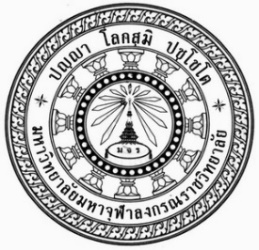 ปญฺญา โลกสฺมิ ปชฺโชโต
ม จ ร
มหาวิทยาลัยมหาจุฬาลงกรณราชวิทยาลัย